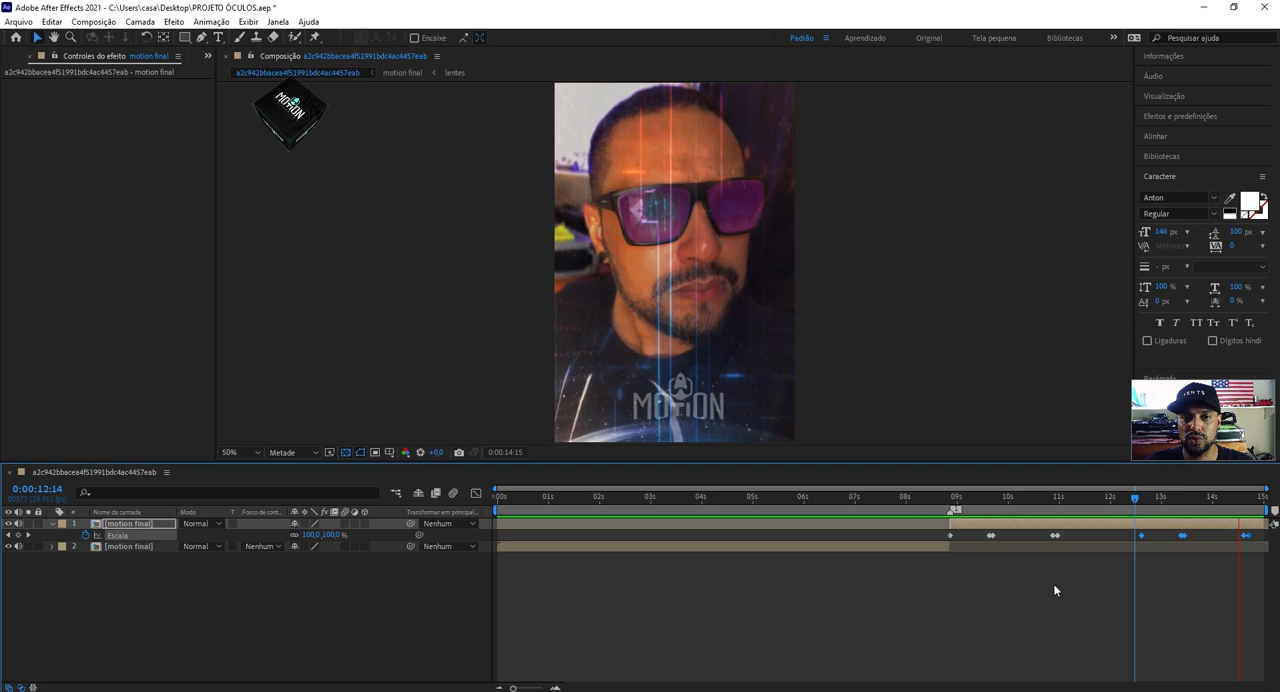 Adobe After Effects 2021 - C:\Users\casa\Desktop\PROJETO ÓCULOS.aep *
Arquivo Editar Composição Camada Efeito Animação Exibir Janela Ajuda
Encaixe Padrão Aprendizado Original Tela pequena Bibliotecas Pesquisar ajuda
Controles do efeito motion final
Composição a2c942bbacea4f51991bdc4ac4457eab
Informações
a2c942bbacea4f51991bdc4ac4457eab • motion final
a2c942bbacea4f51991bdc4ac4457eab motion final lentes
Áudio
MOTION
Visualização
Efeitos e predefinições
Alinhar
Bibliotecas
Caractere
Anton
Regular
146 px 100 px
Métricas 0
- px
100 % 100 %
0 px 0 %
Ligaduras Dígitos híndi
Parágrafo
MOTION
50% Metade +0,0 0:00:14:15
a2c942bbacea4f51991bdc4ac4457eab
0:00:12:14
:00s 01s 02s 03s 04s 05s 06s 07s 08s 09s 10s 11s 12s 13s 14s 15s
# Nome da camada Modo T Fosco de cont... Transformar em principal...
1
1 [motion final] Normal Nenhum
Escala 100,0,100,0 %
2 [motion final] Normal Nenhum Nenhum